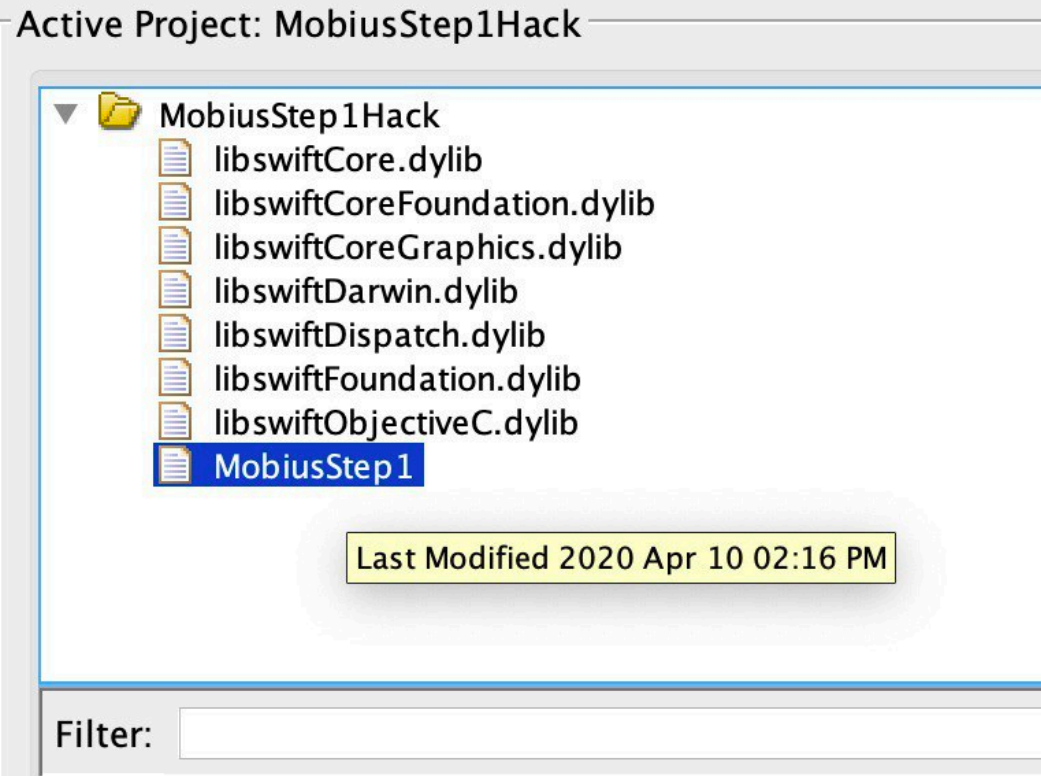 Active Project: MobiusStep1Hack
MobiusStep1Hack
libswiftCore.dylib
libswiftCoreFoundation.dylib
libswiftCoreGraphics.dylib
libswiftDarwin.dylib
libswiftDispatch.dylib
libswiftFoundation.dylib
libswiftObjectiveC.dylib
MobiusStep1
Last Modified 2020 Apr 10 02:16 PM
Filter: